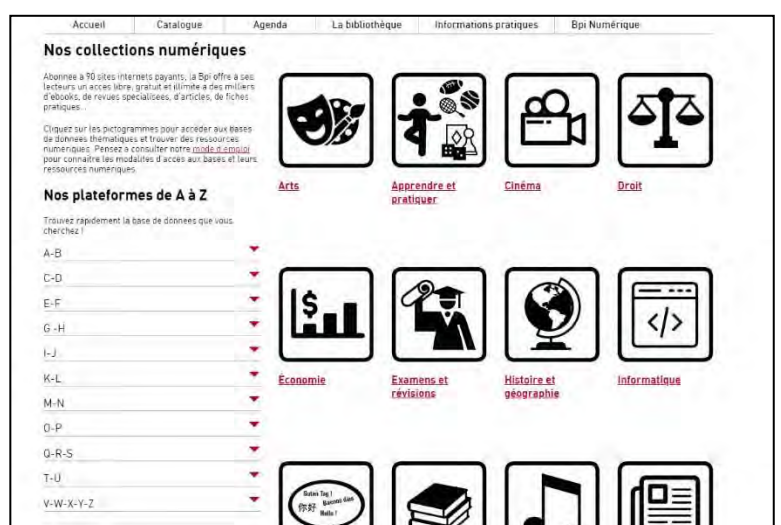 Accueil Catalogue Agenda La bibliothèque Informations pratiques Bpi Numérique
Nos collections numériques
Abonnée à 90 sites internets payants, la Bpi offre à ses
lecteurs un accès libre, gratuit et illimité à des milliers
d'ebooks, de revues spécialisées, d'articles, de fiches
pratiques...
Cliquez sur les pictogrammes pour accéder aux bases
de données thématiques et trouver des ressources
numériques. Pensez à consulter notre mode d'emploi
pour connaître les modalités d'accès aux bases et leurs
ressources numériques.
Nos plateformes de A à Z
Trouvez rapidement la base de données que vous
cherchez !
A-B
C-D
E-F
G -H
I-J
K-L
M-N
O-P
Q-R-S
T-U
V-W-X-Y-Z
Arts
Apprendre et
pratiquer
Cinéma
Droit
$
</>
Économie
Examens et
révisions
Histoire et
géographie
Informatique
Guten Tag !
Buenos días
你好
Hello !